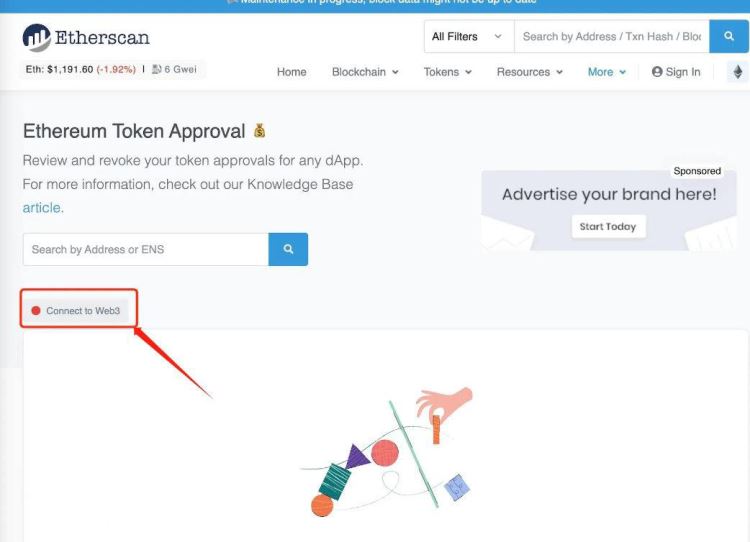 Maintenance in progress, block data might not be up to date
Etherscan
All Filters
Search by Address / Txn Hash / Bloc
Eth: $1,191.60 (-1.92%) | 6 Gwei
Home Blockchain Tokens Resources More Sign In
Ethereum Token Approval
Review and revoke your token approvals for any dApp.
For more information, check out our Knowledge Base
article.
Sponsored
Advertise your brand here!
Start Today
Search by Address or ENS
Connect to Web3